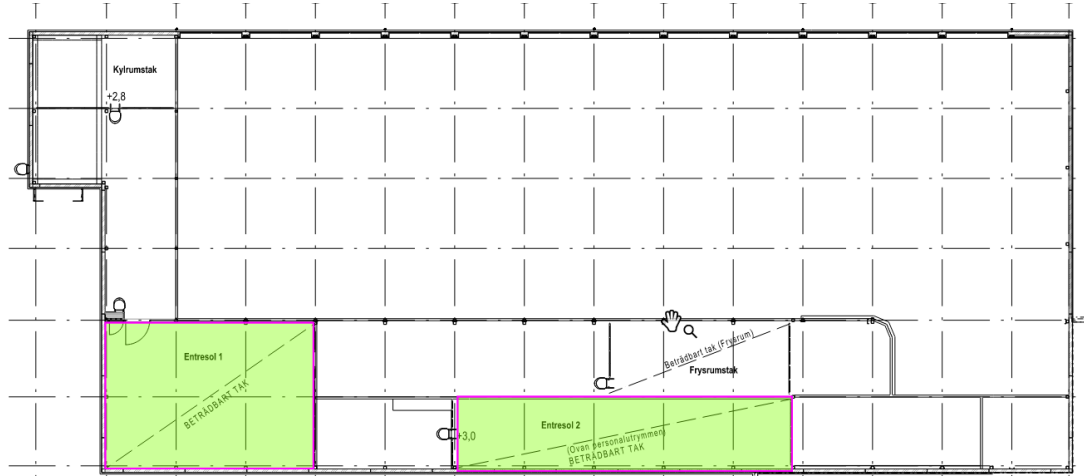 Kylrumstak
+2,8
Entresol 1
BETRÄDBART TAK
Beträdbart tak (Frysrum)
Frysrumstak
Entresol 2
+3,0
(Ovan personalutrymmen)
BETRÄDBART TAK